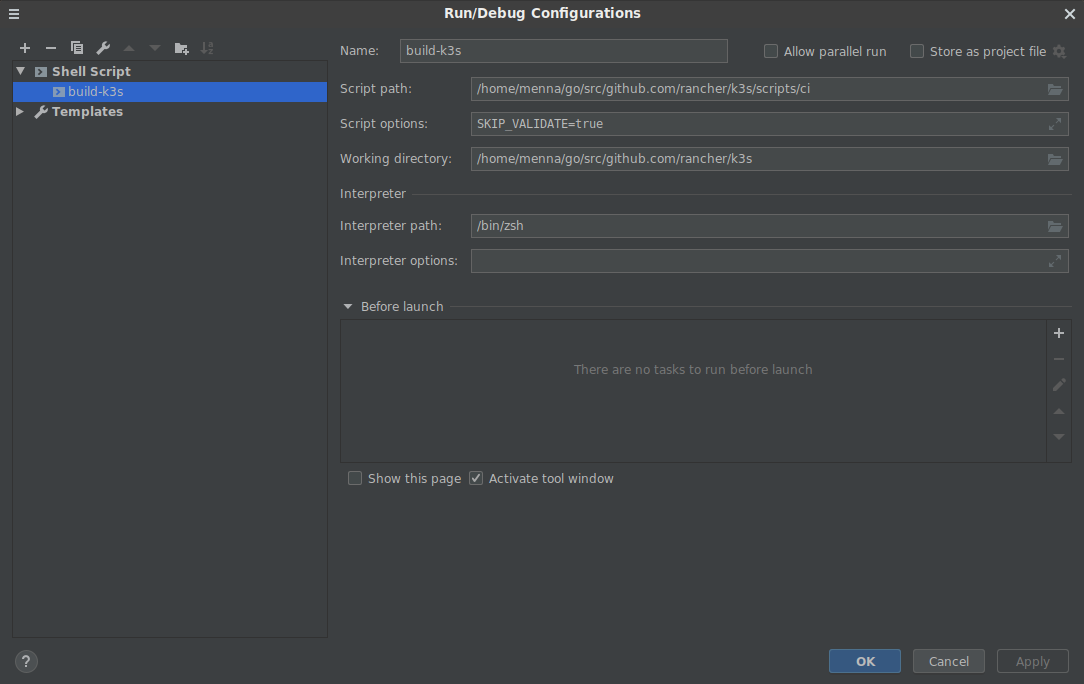 Run/Debug Configurations
Shell Script
build-k3s
Templates
Name: build-k3s Allow parallel run Store as project file
Script path: /home/menna/go/src/github.com/rancher/k3s/scripts/ci
Script options: SKIP_VALIDATE=true
Working directory: /home/menna/go/src/github.com/rancher/k3s
Interpreter
Interpreter path: /bin/zsh
Interpreter options:
Before launch
There are no tasks to run before launch
Show this page Activate tool window
? OK Cancel Apply